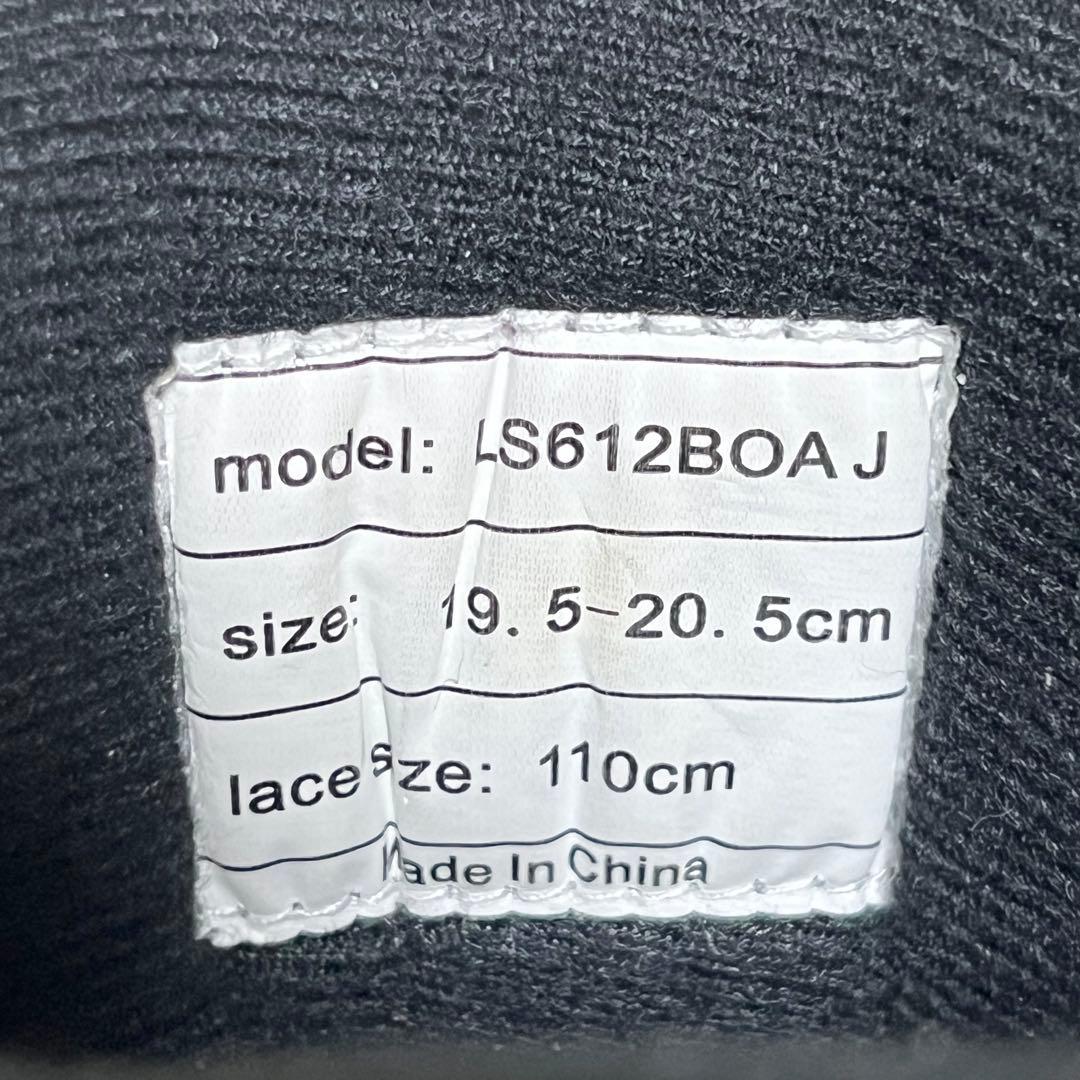 model: LS612BOA J
size: 19. 5-20. 5cm
lace size: 110cm
Made In China